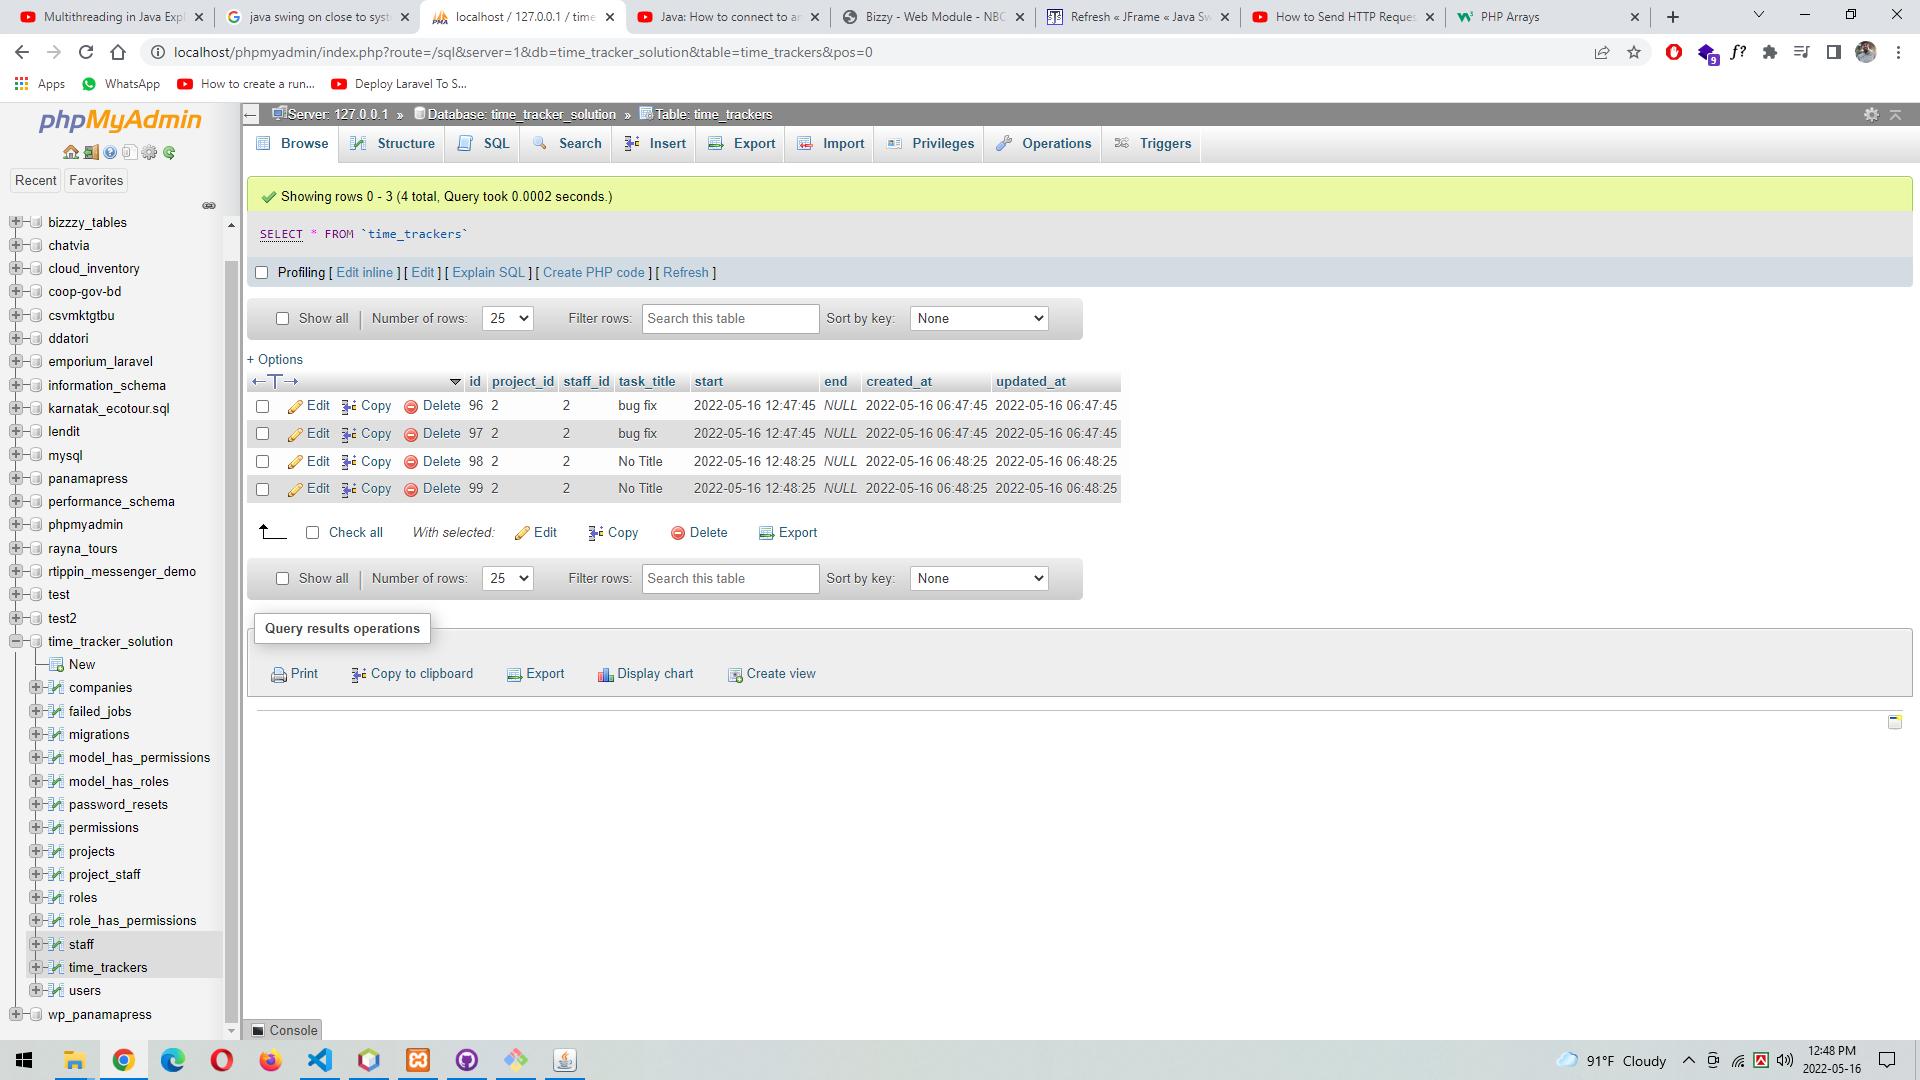 Multithreading in Java Expl
java swing on close to syst
localhost / 127.0.0.1 / time
Java: How to connect to an
Bizzy - Web Module - NBC
Refresh « JFrame « Java Sw
How to Send HTTP Reques
PHP Arrays
localhost/phpmyadmin/index.php?route=/sql&server=1&db=time_tracker_solution&table=time_trackers&pos=0
f?
9
Apps WhatsApp How to create a run... Deploy Laravel To S...
phpMyAdmin
Recent Favorites
bizzzy_tables
chatvia
cloud_inventory
coop-gov-bd
csvmktgtbu
ddatori
emporium_laravel
information_schema
karnatak_ecotour.sql
lendit
mysql
panamapress
performance_schema
phpmyadmin
rayna_tours
rtippin_messenger_demo
test
test2
time_tracker_solution
New
companies
failed_jobs
migrations
model_has_permissions
model_has_roles
password_resets
permissions
projects
project_staff
roles
role_has_permissions
staff
time_trackers
users
wp_panamapress
Server: 127.0.0.1 » Database: time_tracker_solution » Table: time_trackers
Browse Structure SQL Search Insert Export Import Privileges Operations Triggers
Showing rows 0 - 3 (4 total, Query took 0.0002 seconds.)
SELECT * FROM `time_trackers`
Profiling [ Edit inline ] [ Edit ] [ Explain SQL ] [ Create PHP code ] [ Refresh ]
Show all Number of rows: 25 Filter rows: Search this table Sort by key: None
+ Options
←T→ id project_id staff_id task_title start end created_at updated_at
Edit Copy Delete 96 2 2 bug fix 2022-05-16 12:47:45 NULL 2022-05-16 06:47:45 2022-05-16 06:47:45
Edit Copy Delete 97 2 2 bug fix 2022-05-16 12:47:45 NULL 2022-05-16 06:47:45 2022-05-16 06:47:45
Edit Copy Delete 98 2 2 No Title 2022-05-16 12:48:25 NULL 2022-05-16 06:48:25 2022-05-16 06:48:25
Edit Copy Delete 99 2 2 No Title 2022-05-16 12:48:25 NULL 2022-05-16 06:48:25 2022-05-16 06:48:25
Check all With selected: Edit Copy Delete Export
Show all Number of rows: 25 Filter rows: Search this table Sort by key: None
Query results operations
Print Copy to clipboard Export Display chart Create view
Console
91°F Cloudy
12:48 PM
2022-05-16